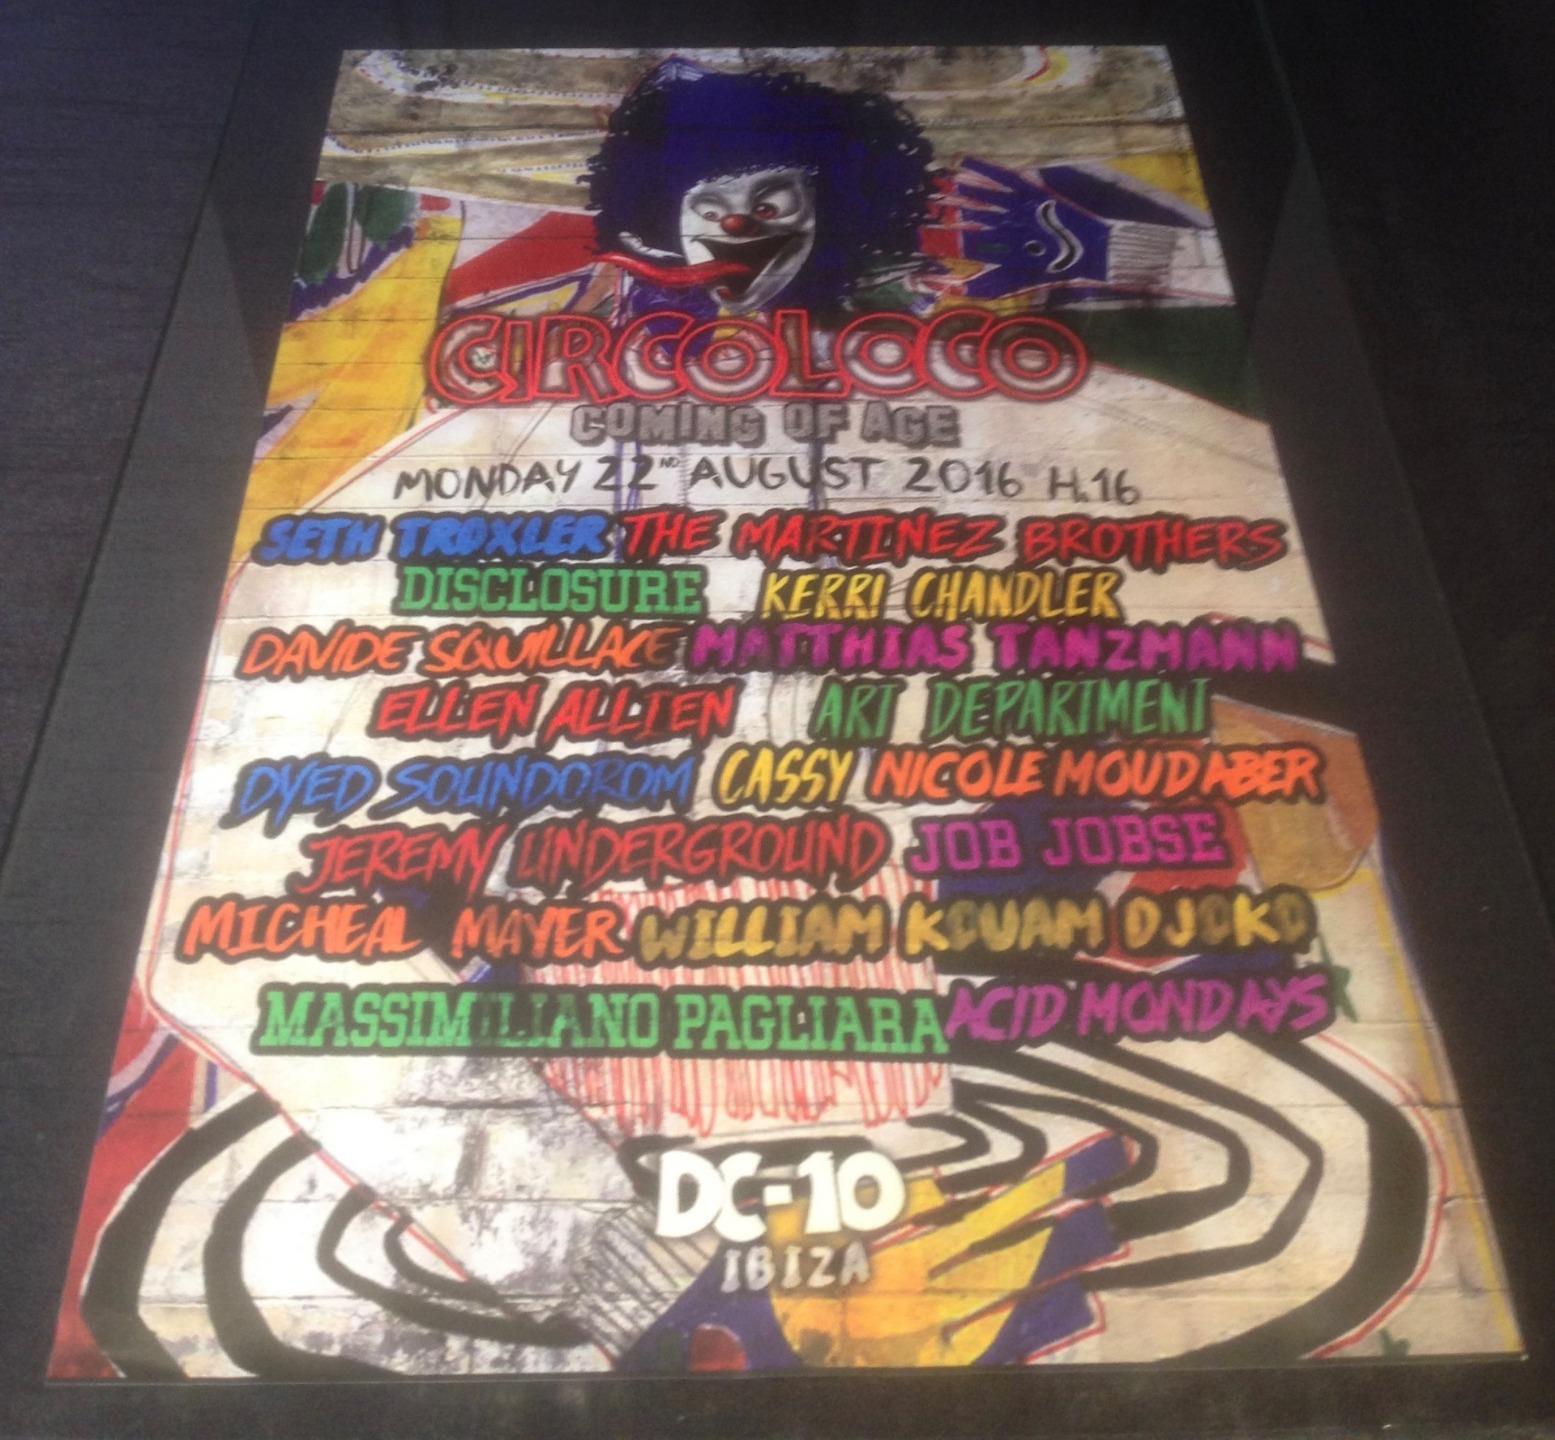 CIRCOLOCO
COMING OF AGE
MONDAY 22ND AUGUST 2016 H.16
SETH TROXLER THE MARTINEZ BROTHERS
DISCLOSURE KERRI CHANDLER
DAVIDE SQUILLACE MATTHIAS TANZMANN
ELLEN ALLIEN ART DEPARTMENT
DYED SOUNDOROM CASSY NICOLE MOUDABER
JEREMY UNDERGROUND JOB JOBSE
MICHEAL MAYER WILLIAM KOUAM DJOKO
MASSIMILIANO PAGLIARA ACID MONDAYS
DC-10
IBIZA